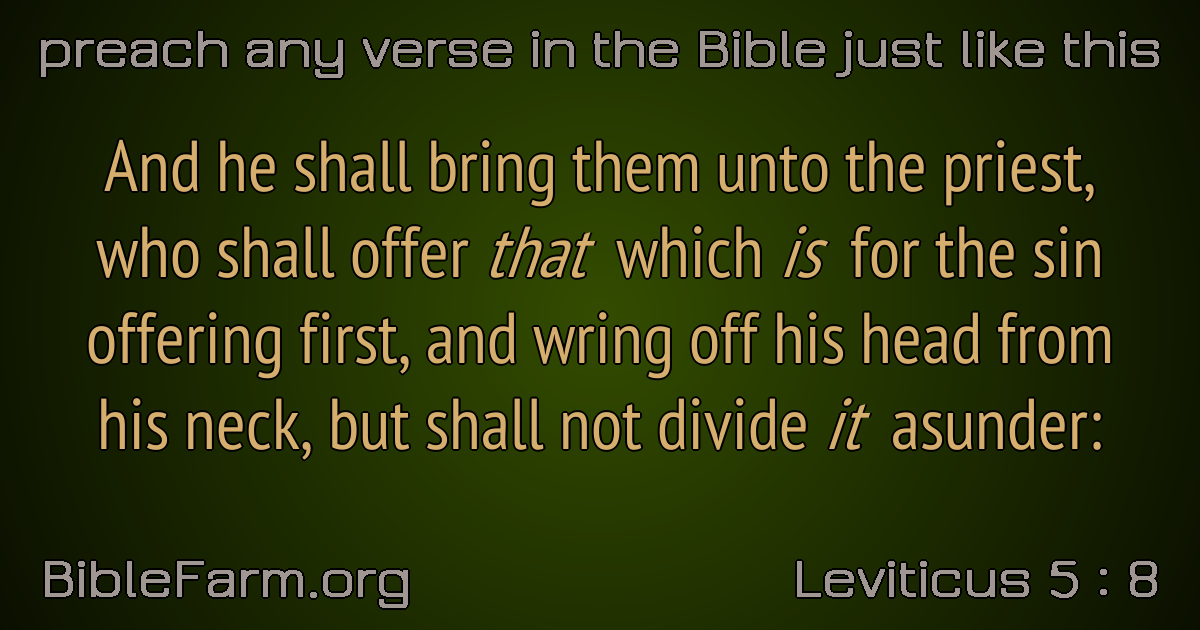 preach any verse in the Bible just like this
And he shall bring them unto the priest,
who shall offer that which is for the sin
offering first, and wring off his head from
his neck, but shall not divide it asunder:
BibleFarm.org
Leviticus 5 : 8